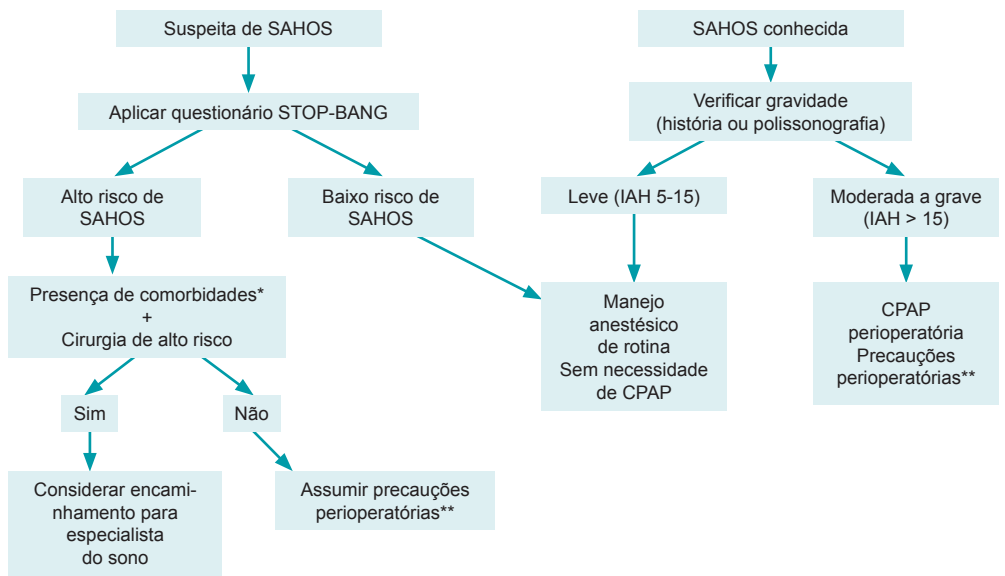 Suspeita de SAHOS
SAHOS conhecida
Aplicar questionário STOP-BANG
Verificar gravidade
(história ou polissonografia)
Alto risco de
SAHOS
Baixo risco de
SAHOS
Leve (IAH 5-15)
Moderada a grave
(IAH > 15)
Presença de comorbidades*
+
Cirurgia de alto risco
Manejo
anestésico
de rotina
Sem necessidade
de CPAP
CPAP
perioperatória
Precauções
perioperatórias**
Sim
Não
Considerar encami-
nhamento para
especialista
do sono
Assumir precauções
perioperatórias**